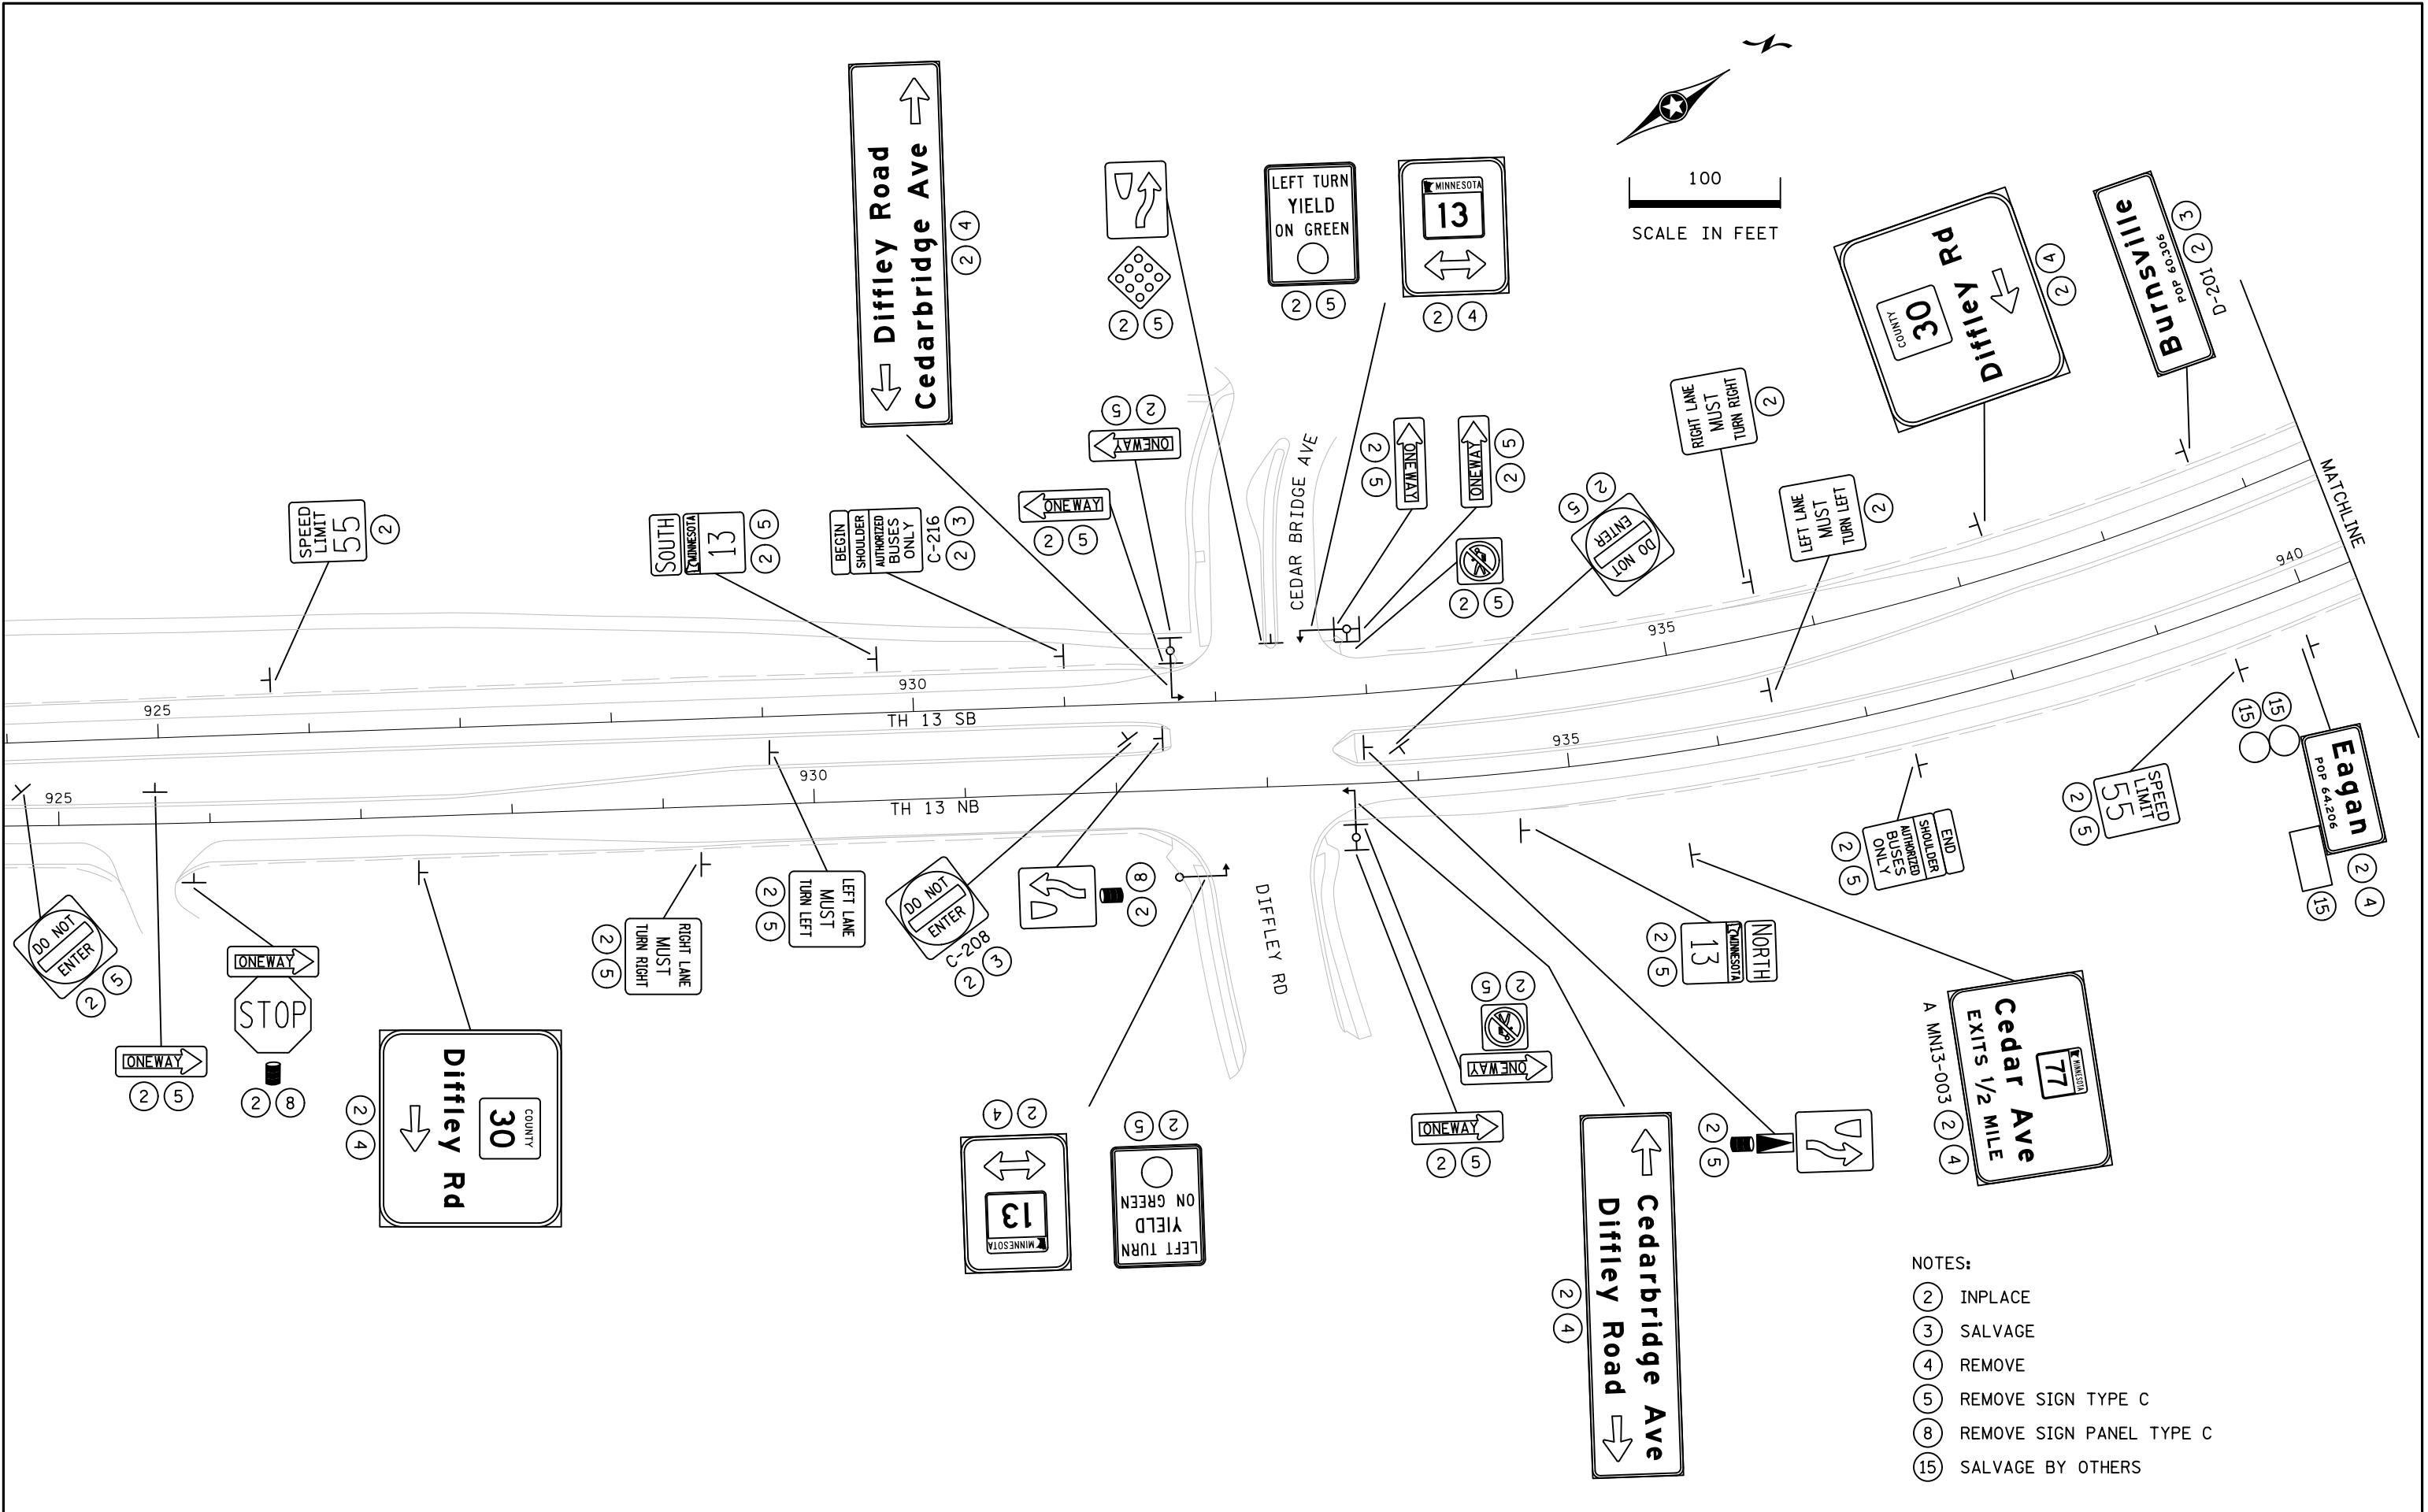 Diffley Road
Cedarbridge Ave
2 4
2 5
LEFT TURN
YIELD
ON GREEN
2 5
MINNESOTA
13
2 4
100
SCALE IN FEET
COUNTY
30
Diffley Rd
2 4
Burnsville
POP 60,306
D-201 2 3
SPEED
LIMIT
55
2
SOUTH
MINNESOTA
13
2 5
BEGIN
SHOULDER
AUTHORIZED
BUSES
ONLY
C-216
2 3
ONEWAY
2 5
ONEWAY
2 5
CEDAR BRIDGE AVE
ONEWAY
2 5
ONEWAY
2 5
2 5
DO NOT
ENTER
2 5
RIGHT LANE
MUST
TURN RIGHT
2
LEFT LANE
MUST
TURN LEFT
2
MATCHLINE
925
930
TH 13 SB
935
940
925
930
TH 13 NB
935
DO NOT
ENTER
2 5
ONEWAY
2 5
ONEWAY
STOP
2 8
COUNTY
30
Diffley Rd
2 4
RIGHT LANE
MUST
TURN RIGHT
2 5
LEFT LANE
MUST
TURN LEFT
2 5
DO NOT
ENTER
C-208
2 3
2 8
DIFFLEY RD
MINNESOTA
13
2 4
LEFT TURN
YIELD
ON GREEN
2 5
2 5
ONEWAY
ONEWAY
2 5
Cedarbridge Ave
Diffley Road
2 4
2 5
NORTH
MINNESOTA
13
2 5
MINNESOTA
77
Cedar Ave
EXITS 1/2 MILE
A MN13-003 2 4
END
SHOULDER
AUTHORIZED
BUSES
ONLY
2 5
SPEED
LIMIT
55
2 5
15 15
Eagan
POP 64,206
2 4
15
NOTES:
2 INPLACE
3 SALVAGE
4 REMOVE
5 REMOVE SIGN TYPE C
8 REMOVE SIGN PANEL TYPE C
15 SALVAGE BY OTHERS